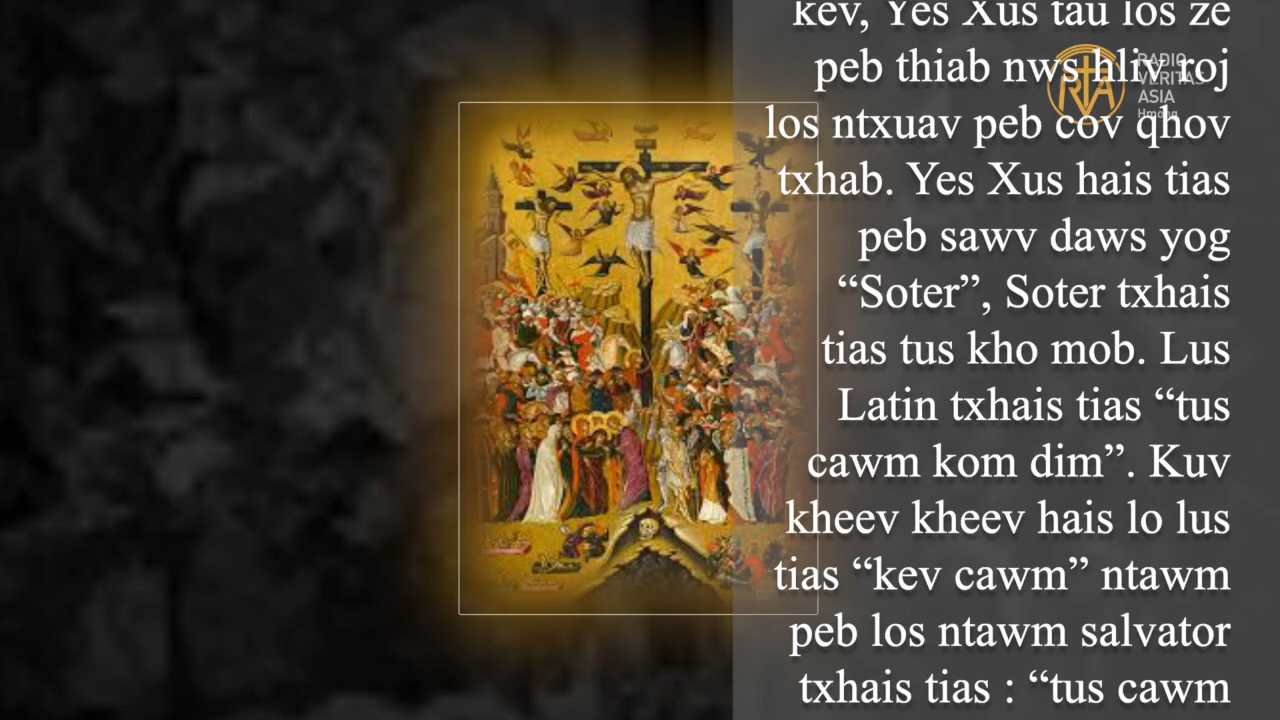 kev, Yes Xus tau los ze
peb thiab nws hliv roj
los ntxuav peb cov qhov
txhab. Yes Xus hais tias
peb sawv daws yog
“Soter”, Soter txhais
tias tus kho mob. Lus
Latin txhais tias “tus
cawm kom dim”. Kuv
kheev kheev hais lo lus
tias “kev cawm” ntawm
peb los ntawm salvator
txhais tias : “tus cawm
RADIO
VERITAS
ASIA
Hmong